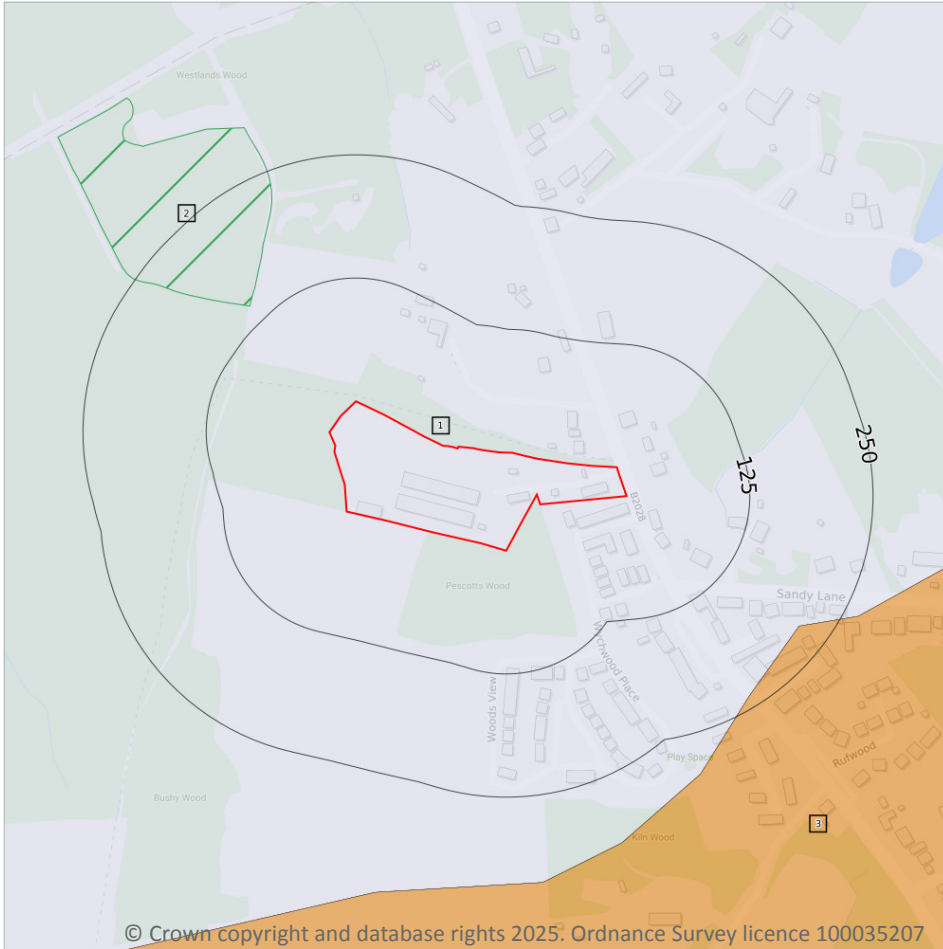 Westlands Wood
2
1
250
125
B2028
Pescotts Wood
Sandy Lane
Wychwood Place
Woods View
Play Space
Rufwood
Bushy Wood
3
Kiln Wood
© Crown copyright and database rights 2025. Ordnance Survey licence 100035207